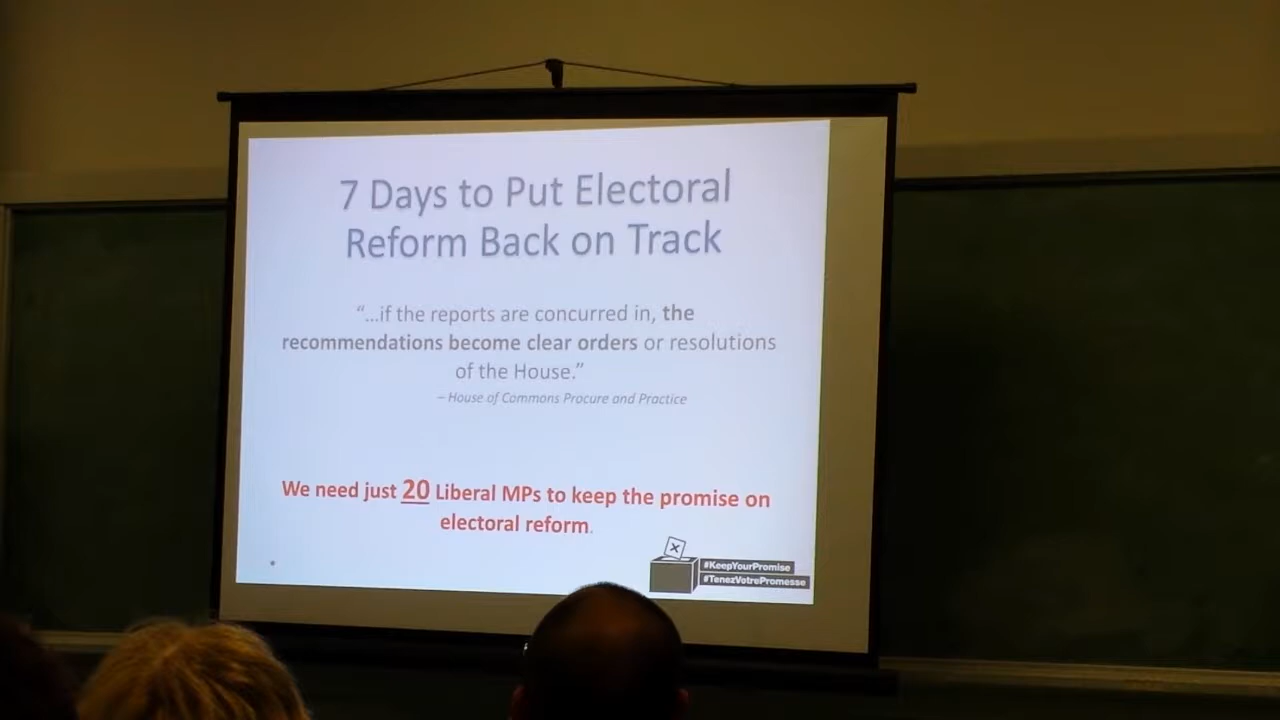 7 Days to Put Electoral
Reform Back on Track
“...if the reports are concurred in, the
recommendations become clear orders or resolutions
of the House.”
– House of Commons Procure and Practice
We need just 20 Liberal MPs to keep the promise on
electoral reform.
#KeepYourPromise
#TenezVotrePromesse